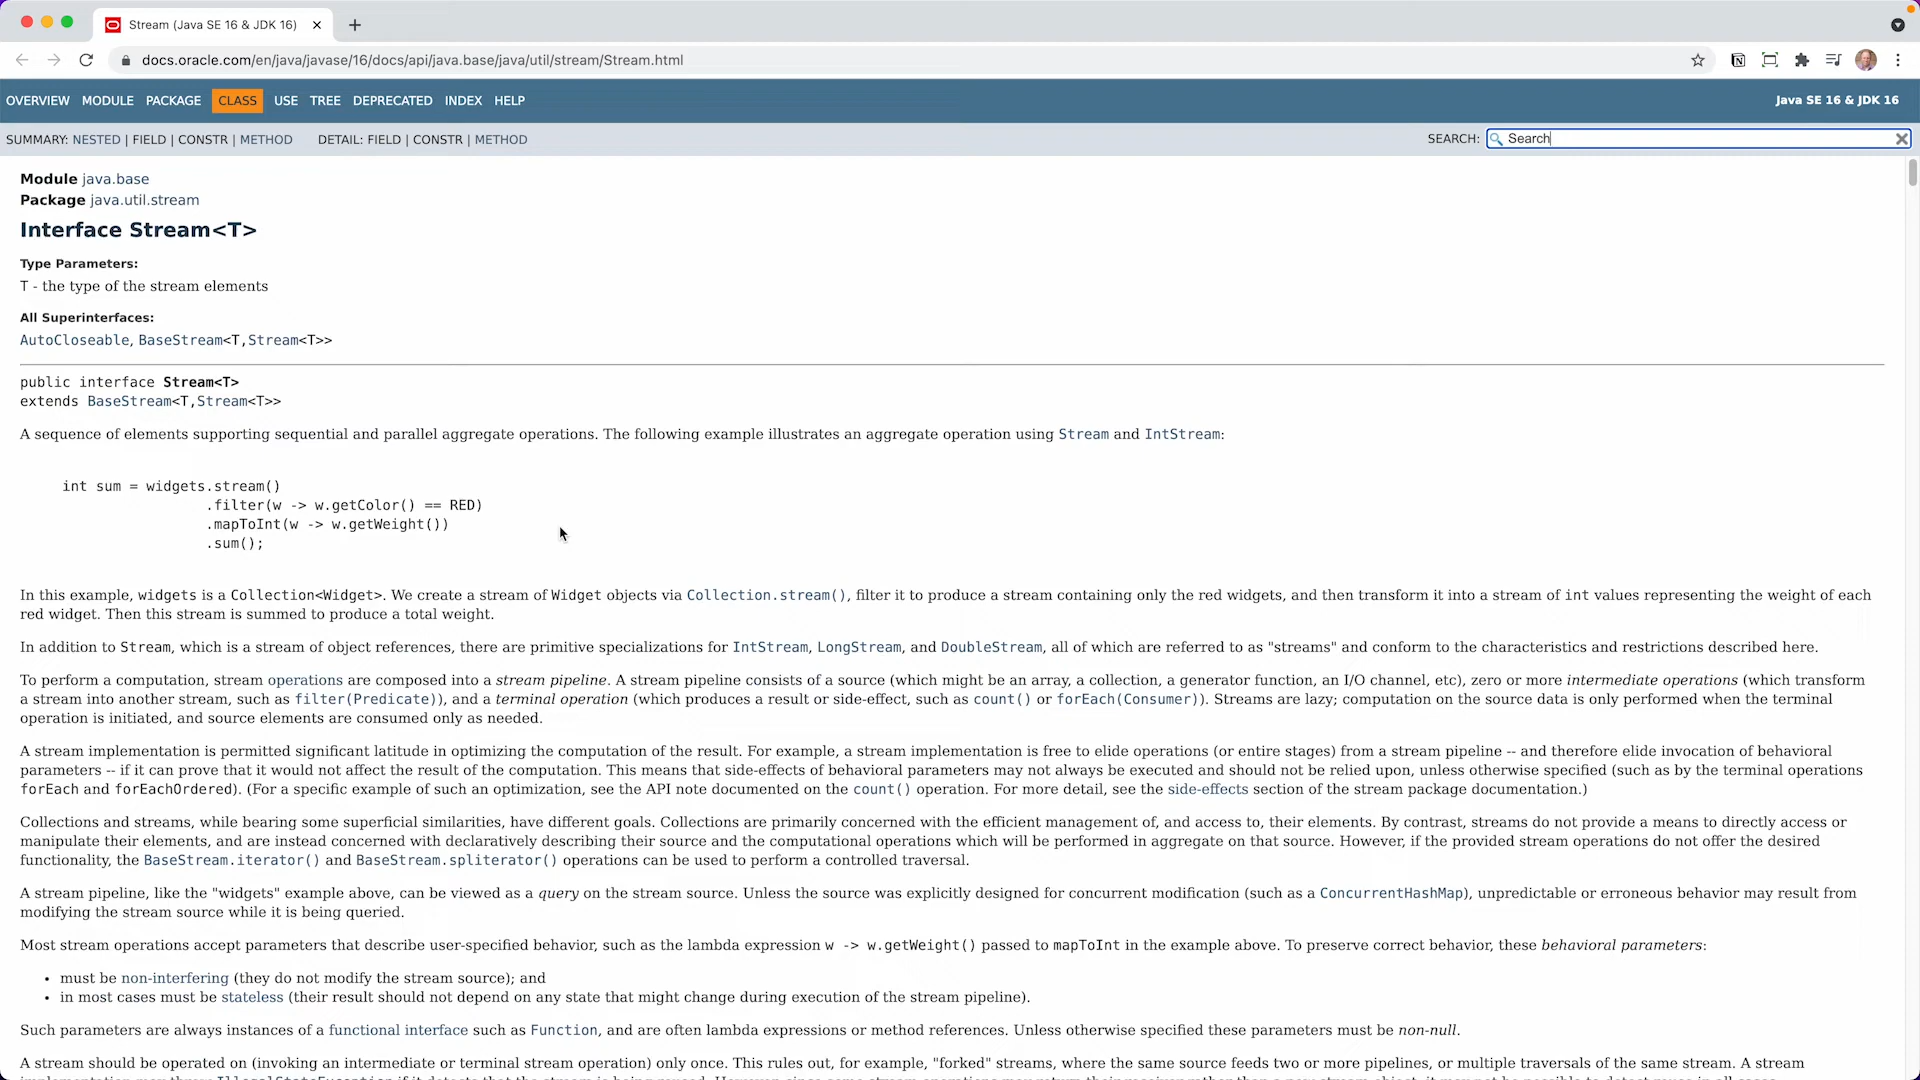 Stream (Java SE 16 & JDK 16)
docs.oracle.com/en/java/javase/16/docs/api/java.base/java/util/stream/Stream.html
OVERVIEW MODULE PACKAGE CLASS USE TREE DEPRECATED INDEX HELP Java SE 16 & JDK 16
SUMMARY: NESTED | FIELD | CONSTR | METHOD DETAIL: FIELD | CONSTR | METHOD SEARCH: Search
Module java.base
Package java.util.stream
Interface Stream<T>
Type Parameters:
T - the type of the stream elements
All Superinterfaces:
AutoCloseable, BaseStream<T,Stream<T>>
public interface Stream<T>
extends BaseStream<T,Stream<T>>
A sequence of elements supporting sequential and parallel aggregate operations. The following example illustrates an aggregate operation using Stream and IntStream:
int sum = widgets.stream()
.filter(w -> w.getColor() == RED)
.mapToInt(w -> w.getWeight())
.sum();
In this example, widgets is a Collection<Widget>. We create a stream of Widget objects via Collection.stream(), filter it to produce a stream containing only the red widgets, and then transform it into a stream of int values representing the weight of each
red widget. Then this stream is summed to produce a total weight.
In addition to Stream, which is a stream of object references, there are primitive specializations for IntStream, LongStream, and DoubleStream, all of which are referred to as "streams" and conform to the characteristics and restrictions described here.
To perform a computation, stream operations are composed into a stream pipeline. A stream pipeline consists of a source (which might be an array, a collection, a generator function, an I/O channel, etc), zero or more intermediate operations (which transform
a stream into another stream, such as filter(Predicate)), and a terminal operation (which produces a result or side-effect, such as count() or forEach(Consumer)). Streams are lazy; computation on the source data is only performed when the terminal
operation is initiated, and source elements are consumed only as needed.
A stream implementation is permitted significant latitude in optimizing the computation of the result. For example, a stream implementation is free to elide operations (or entire stages) from a stream pipeline -- and therefore elide invocation of behavioral
parameters -- if it can prove that it would not affect the result of the computation. This means that side-effects of behavioral parameters may not always be executed and should not be relied upon, unless otherwise specified (such as by the terminal operations
forEach and forEachOrdered). (For a specific example of such an optimization, see the API note documented on the count() operation. For more detail, see the side-effects section of the stream package documentation.)
Collections and streams, while bearing some superficial similarities, have different goals. Collections are primarily concerned with the efficient management of, and access to, their elements. By contrast, streams do not provide a means to directly access or
manipulate their elements, and are instead concerned with declaratively describing their source and the computational operations which will be performed in aggregate on that source. However, if the provided stream operations do not offer the desired
functionality, the BaseStream.iterator() and BaseStream.spliterator() operations can be used to perform a controlled traversal.
A stream pipeline, like the "widgets" example above, can be viewed as a query on the stream source. Unless the source was explicitly designed for concurrent modification (such as a ConcurrentHashMap), unpredictable or erroneous behavior may result from
modifying the stream source while it is being queried.
Most stream operations accept parameters that describe user-specified behavior, such as the lambda expression w -> w.getWeight() passed to mapToInt in the example above. To preserve correct behavior, these behavioral parameters:
• must be non-interfering (they do not modify the stream source); and
• in most cases must be stateless (their result should not depend on any state that might change during execution of the stream pipeline).
Such parameters are always instances of a functional interface such as Function, and are often lambda expressions or method references. Unless otherwise specified these parameters must be non-null.
A stream should be operated on (invoking an intermediate or terminal stream operation) only once. This rules out, for example, "forked" streams, where the same source feeds two or more pipelines, or multiple traversals of the same stream. A stream